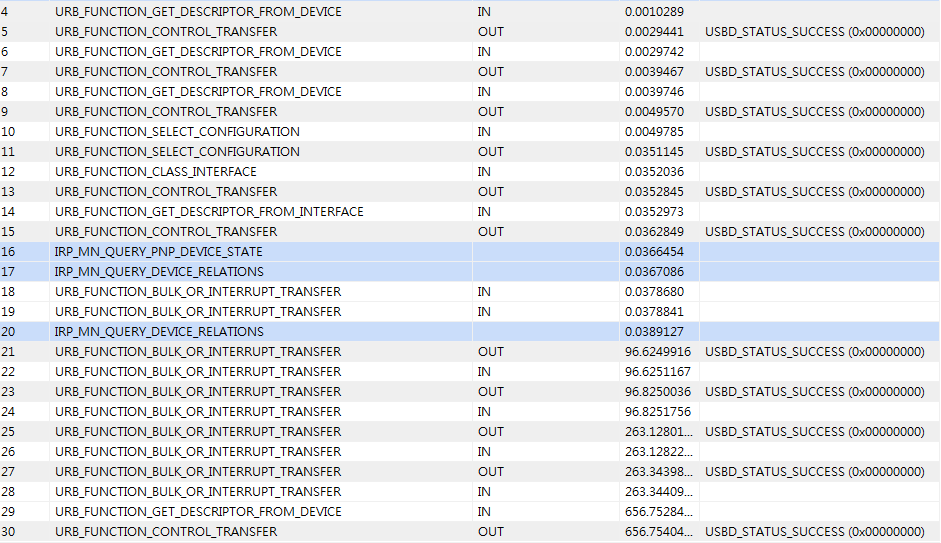 4 URB_FUNCTION_GET_DESCRIPTOR_FROM_DEVICE IN 0.0010289
5 URB_FUNCTION_CONTROL_TRANSFER OUT 0.0029441 USBD_STATUS_SUCCESS (0x00000000)
6 URB_FUNCTION_GET_DESCRIPTOR_FROM_DEVICE IN 0.0029742
7 URB_FUNCTION_CONTROL_TRANSFER OUT 0.0039467 USBD_STATUS_SUCCESS (0x00000000)
8 URB_FUNCTION_GET_DESCRIPTOR_FROM_DEVICE IN 0.0039746
9 URB_FUNCTION_CONTROL_TRANSFER OUT 0.0049570 USBD_STATUS_SUCCESS (0x00000000)
10 URB_FUNCTION_SELECT_CONFIGURATION IN 0.0049785
11 URB_FUNCTION_SELECT_CONFIGURATION OUT 0.0351145 USBD_STATUS_SUCCESS (0x00000000)
12 URB_FUNCTION_CLASS_INTERFACE IN 0.0352036
13 URB_FUNCTION_CONTROL_TRANSFER OUT 0.0352845 USBD_STATUS_SUCCESS (0x00000000)
14 URB_FUNCTION_GET_DESCRIPTOR_FROM_INTERFACE IN 0.0352973
15 URB_FUNCTION_CONTROL_TRANSFER OUT 0.0362849 USBD_STATUS_SUCCESS (0x00000000)
16 IRP_MN_QUERY_PNP_DEVICE_STATE 0.0366454
17 IRP_MN_QUERY_DEVICE_RELATIONS 0.0367086
18 URB_FUNCTION_BULK_OR_INTERRUPT_TRANSFER IN 0.0378680
19 URB_FUNCTION_BULK_OR_INTERRUPT_TRANSFER IN 0.0378841
20 IRP_MN_QUERY_DEVICE_RELATIONS 0.0389127
21 URB_FUNCTION_BULK_OR_INTERRUPT_TRANSFER OUT 96.6249916 USBD_STATUS_SUCCESS (0x00000000)
22 URB_FUNCTION_BULK_OR_INTERRUPT_TRANSFER IN 96.6251167
23 URB_FUNCTION_BULK_OR_INTERRUPT_TRANSFER OUT 96.8250036 USBD_STATUS_SUCCESS (0x00000000)
24 URB_FUNCTION_BULK_OR_INTERRUPT_TRANSFER IN 96.8251756
25 URB_FUNCTION_BULK_OR_INTERRUPT_TRANSFER OUT 263.12801... USBD_STATUS_SUCCESS (0x00000000)
26 URB_FUNCTION_BULK_OR_INTERRUPT_TRANSFER IN 263.12822...
27 URB_FUNCTION_BULK_OR_INTERRUPT_TRANSFER OUT 263.34398... USBD_STATUS_SUCCESS (0x00000000)
28 URB_FUNCTION_BULK_OR_INTERRUPT_TRANSFER IN 263.34409...
29 URB_FUNCTION_GET_DESCRIPTOR_FROM_DEVICE IN 656.75284...
30 URB_FUNCTION_CONTROL_TRANSFER OUT 656.75404... USBD_STATUS_SUCCESS (0x00000000)